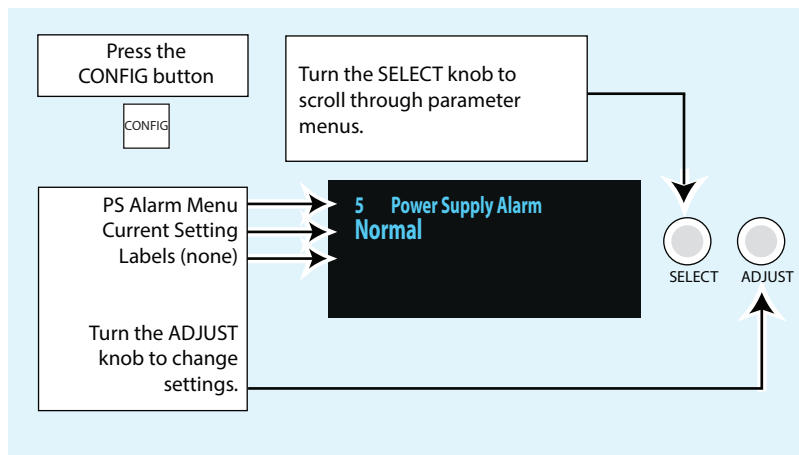 Press the
CONFIG button
CONFIG
Turn the SELECT knob to
scroll through parameter
menus.
PS Alarm Menu
Current Setting
Labels (none)
Turn the ADJUST
knob to change
settings.
5 Power Supply Alarm
Normal
SELECT
ADJUST